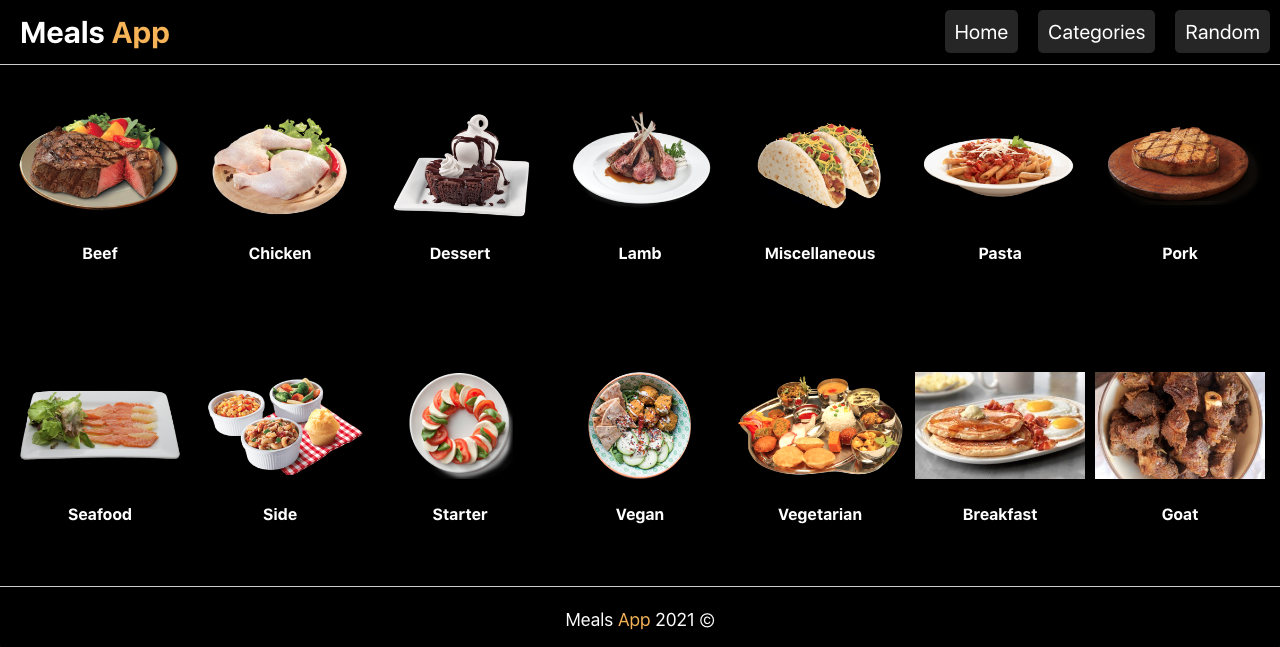 Meals App
Home Categories Random
Beef Chicken Dessert Lamb Miscellaneous Pasta Pork
Seafood Side Starter Vegan Vegetarian Breakfast Goat
Meals App 2021 ©